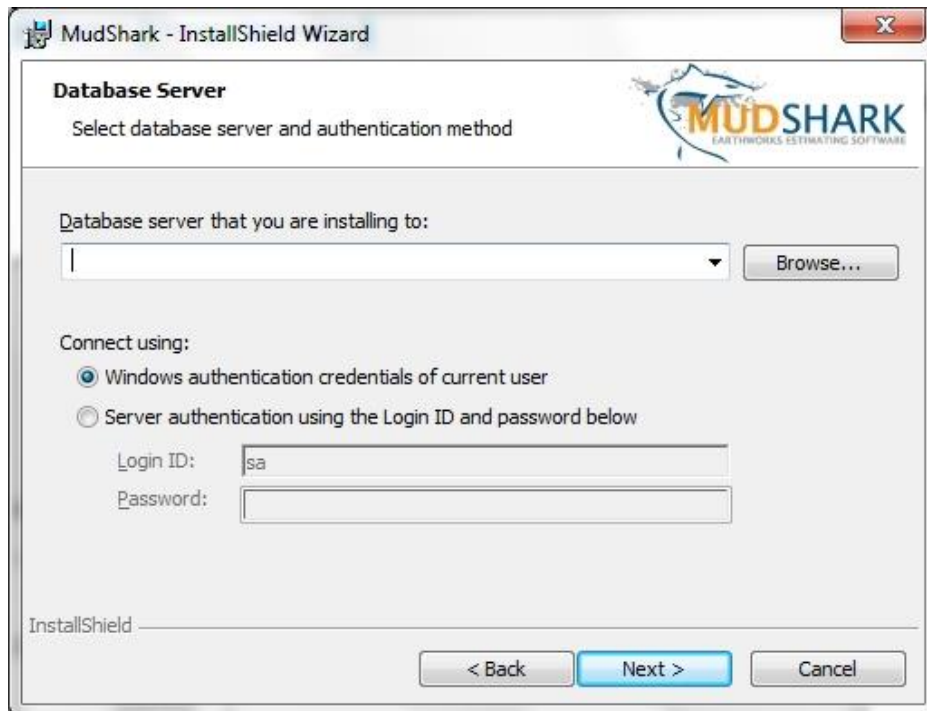 MudShark - InstallShield Wizard
Database Server
Select database server and authentication method
MUDSHARK
EARTHWORKS ESTIMATING SOFTWARE
Database server that you are installing to:
Browse...
Connect using:
Windows authentication credentials of current user
Server authentication using the Login ID and password below
Login ID:
sa
Password:
InstallShield
< Back
Next >
Cancel